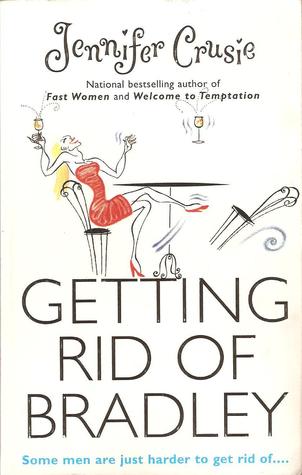 Jennifer Crusie
National bestselling author of
Fast Women and Welcome to Temptation
GETTING
RID OF
BRADLEY
Some men are just harder to get rid of....